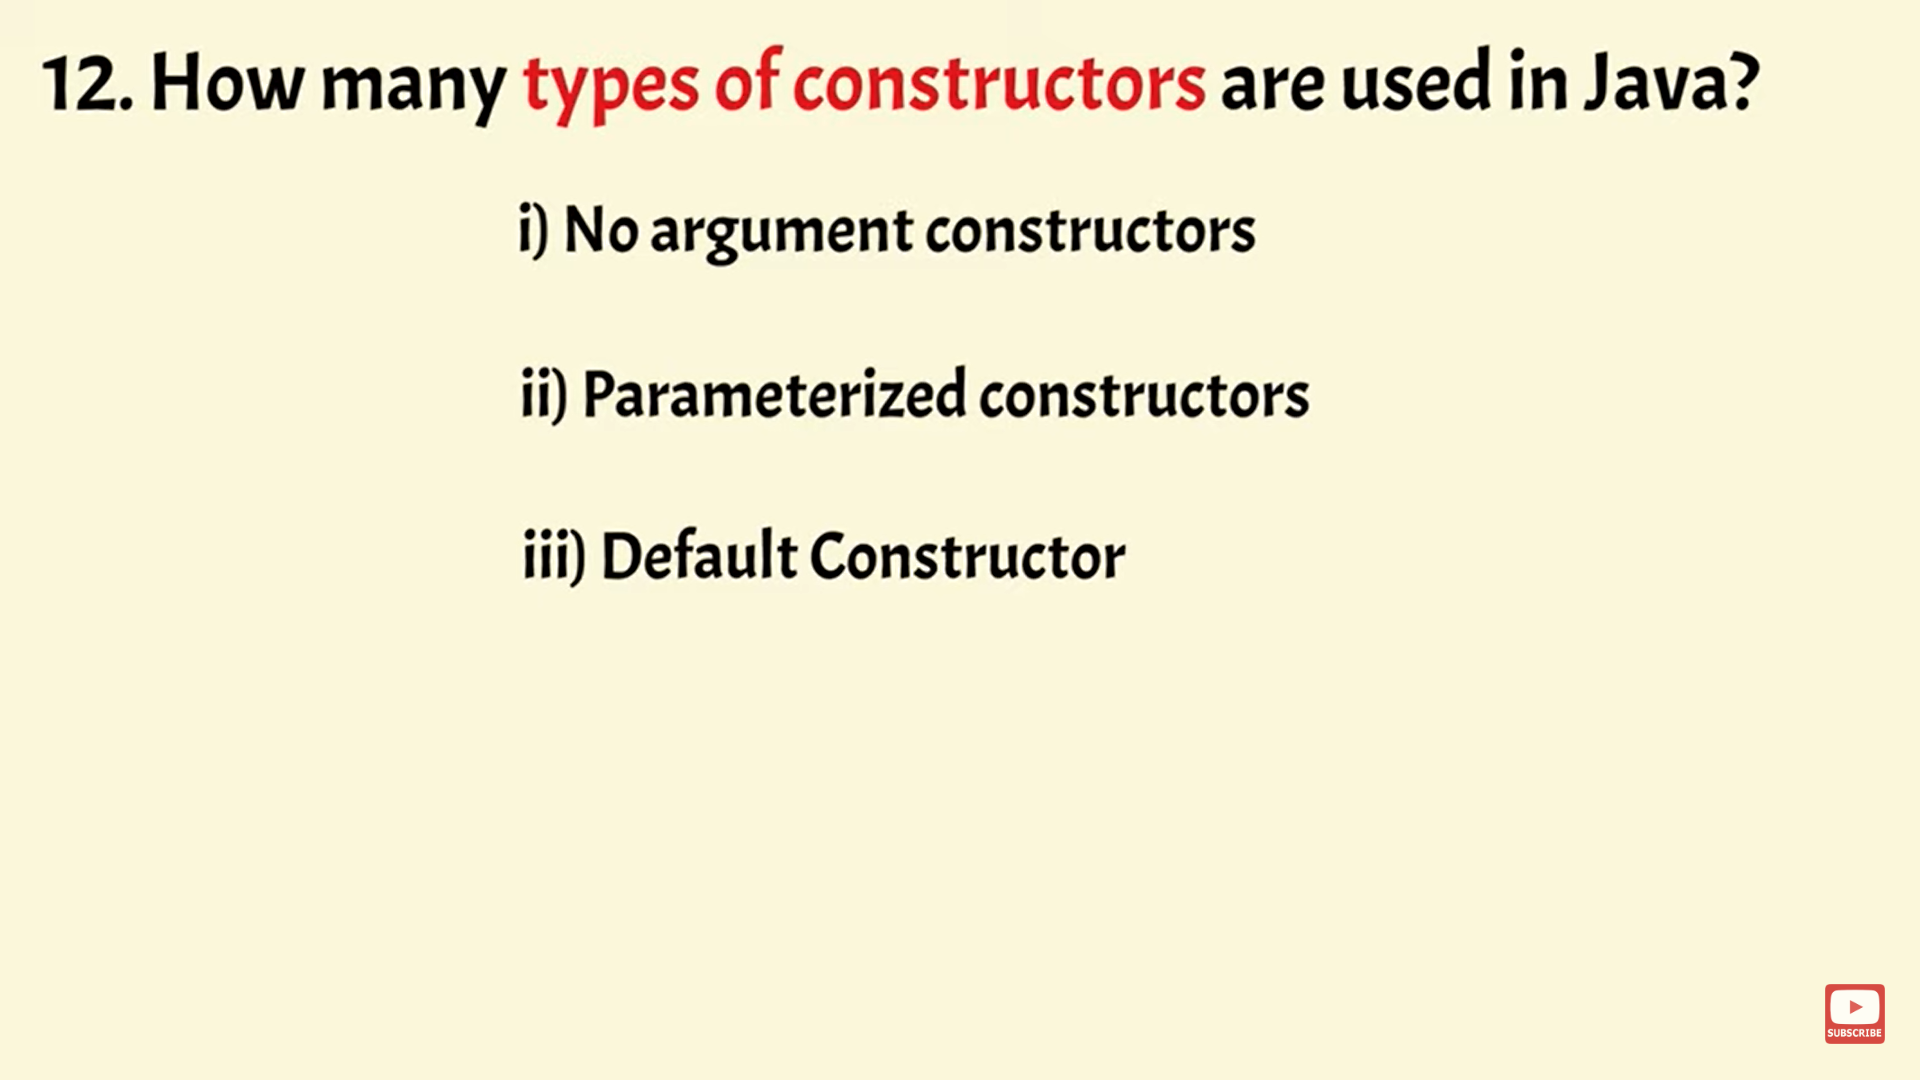 12. How many types of constructors are used in Java?
i) No argument constructors
ii) Parameterized constructors
iii) Default Constructor
SUBSCRIBE